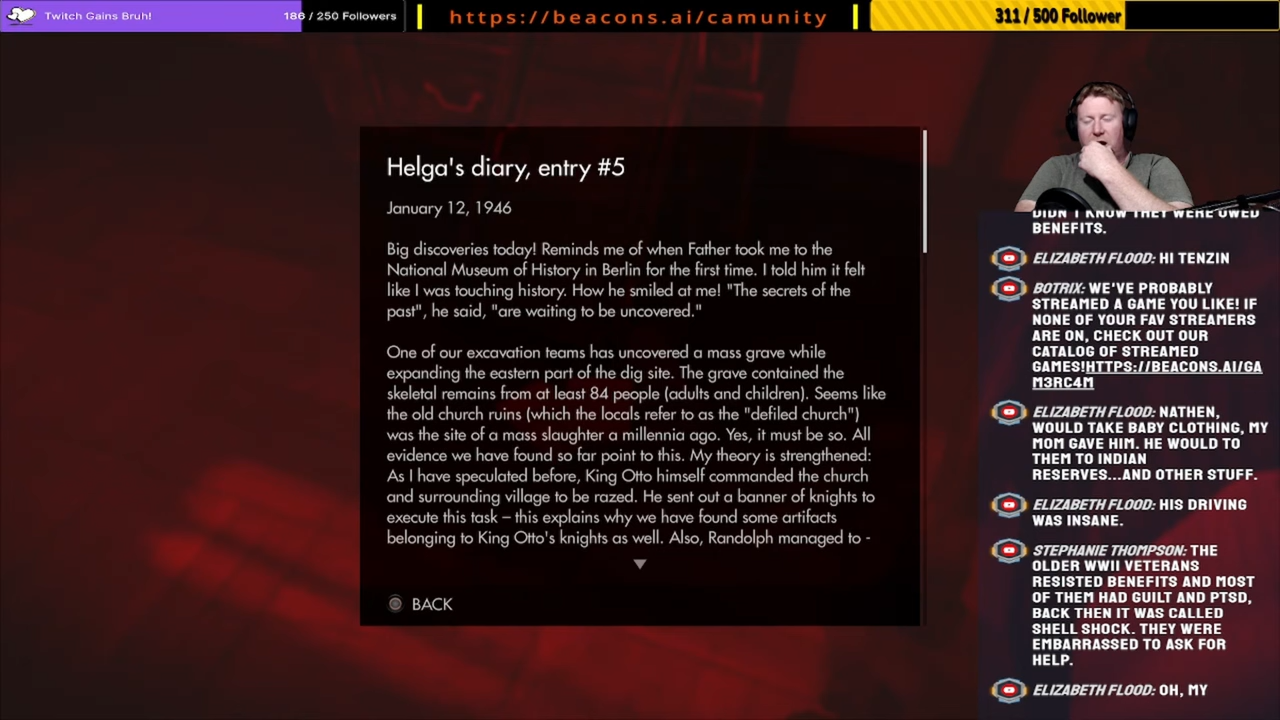 Twitch Gains Bruh!
186 / 250 Followers
https://beacons.ai/camunity
311 / 500 Follower
Helga's diary, entry #5
January 12, 1946
Big discoveries today! Reminds me of when Father took me to the
National Museum of History in Berlin for the first time. I told him it felt
like I was touching history. How he smiled at me! "The secrets of the
past", he said, "are waiting to be uncovered."
One of our excavation teams has uncovered a mass grave while
expanding the eastern part of the dig site. The grave contained the
skeletal remains from at least 84 people (adults and children). Seems like
the old church ruins (which the locals refer to as the "defiled church")
was the site of a mass slaughter a millennia ago. Yes, it must be so. All
evidence we have found so far point to this. My theory is strengthened:
As I have speculated before, King Otto himself commanded the church
and surrounding village to be razed. He sent out a banner of knights to
execute this task – this explains why we have found some artifacts
belonging to King Otto's knights as well. Also, Randolph managed to -
BACK
DIDN'T KNOW THEY WERE OWED
BENEFITS.
ELIZABETH FLOOD: HI TENZIN
BOTRIX: WE'VE PROBABLY
STREAMED A GAME YOU LIKE! IF
NONE OF YOUR FAV STREAMERS
ARE ON, CHECK OUT OUR
CATALOG OF STREAMED
GAMES!HTTPS://BEACONS.AI/GA
M3RC4M
ELIZABETH FLOOD: NATHEN,
WOULD TAKE BABY CLOTHING, MY
MOM GAVE HIM. HE WOULD TO
THEM TO INDIAN
RESERVES...AND OTHER STUFF.
ELIZABETH FLOOD: HIS DRIVING
WAS INSANE.
STEPHANIE THOMPSON: THE
OLDER WWII VETERANS
RESISTED BENEFITS AND MOST
OF THEM HAD GUILT AND PTSD,
BACK THEN IT WAS CALLED
SHELL SHOCK. THEY WERE
EMBARRASSED TO ASK FOR
HELP.
ELIZABETH FLOOD: OH, MY